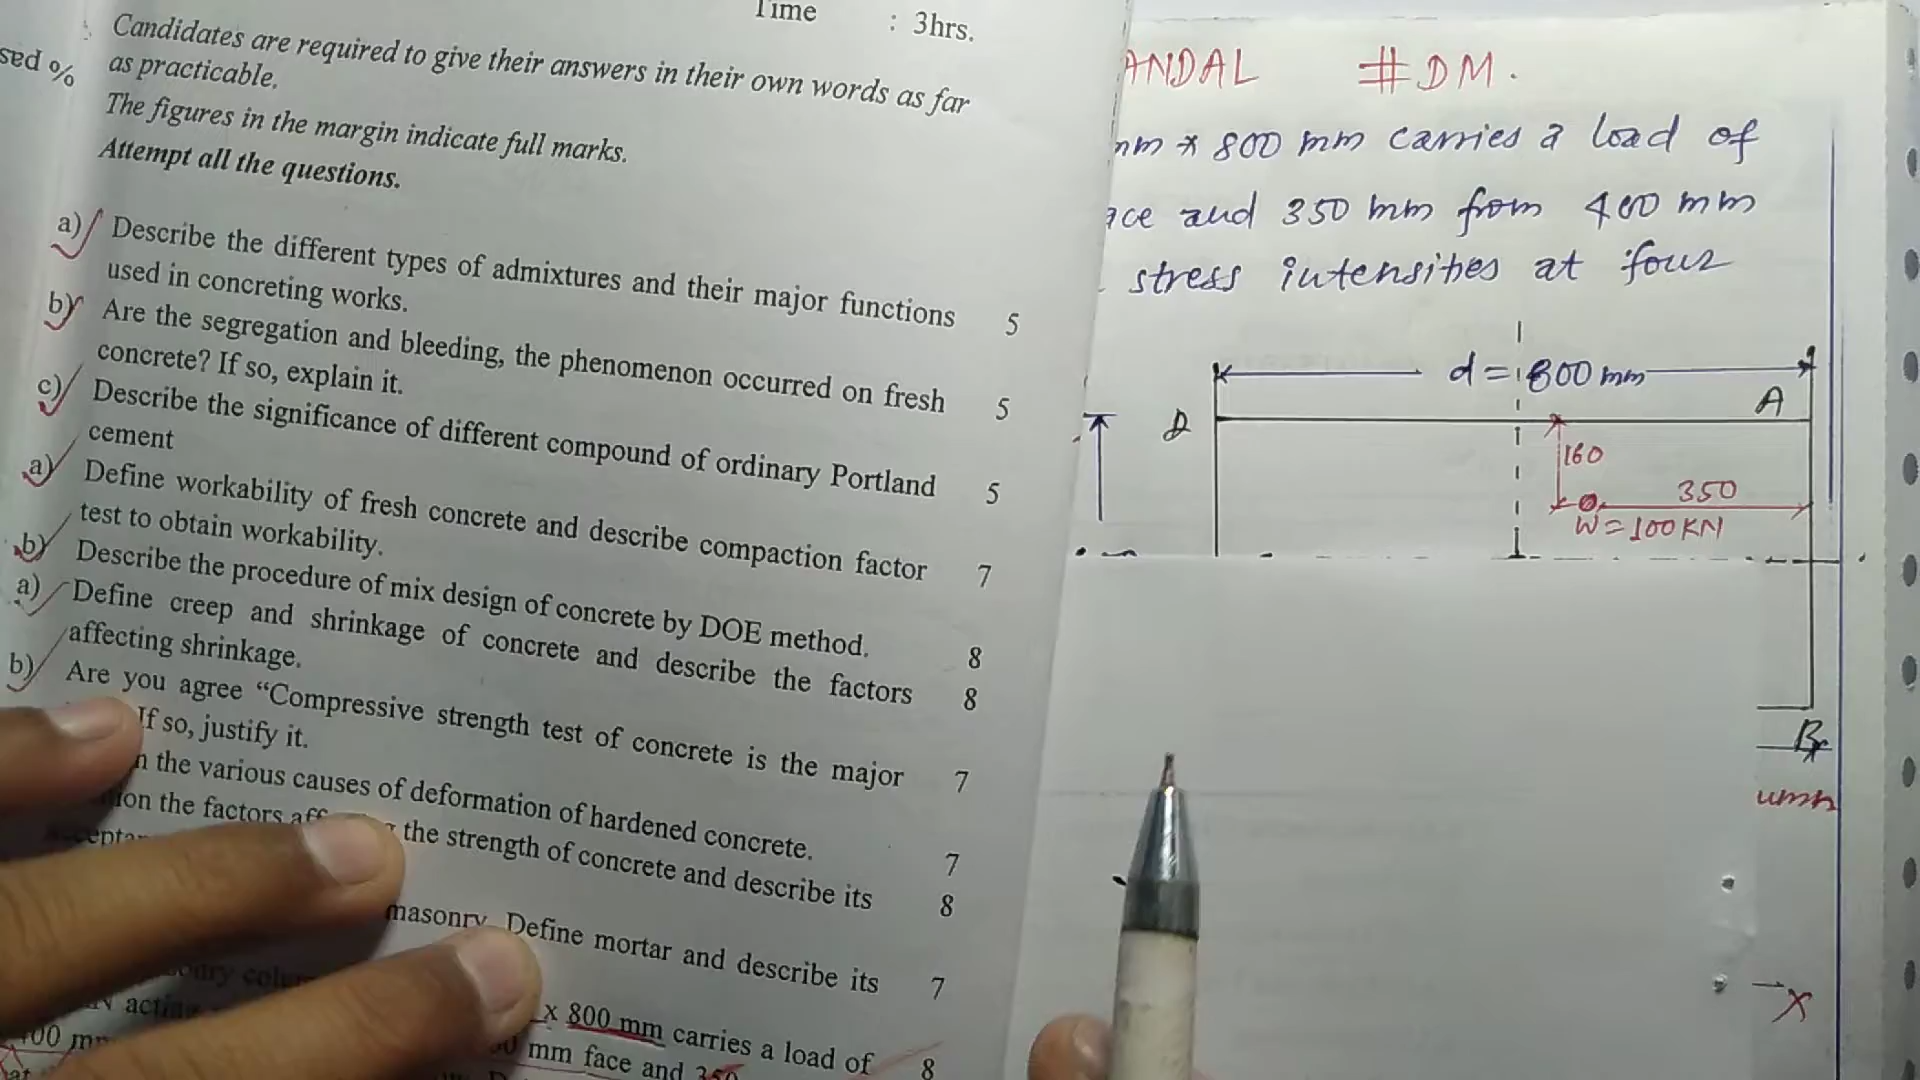 Time : 3hrs.
Candidates are required to give their answers in their own words as far
as practicable.
The figures in the margin indicate full marks.
Attempt all the questions.
a) Describe the different types of admixtures and their major functions
used in concreting works. 5
b) Are the segregation and bleeding, the phenomenon occurred on fresh
concrete? If so, explain it. 5
c) Describe the significance of different compound of ordinary Portland
cement 5
a) Define workability of fresh concrete and describe compaction factor
test to obtain workability. 7
b) Describe the procedure of mix design of concrete by DOE method. 8
a) Define creep and shrinkage of concrete and describe the factors
affecting shrinkage. 8
b) Are you agree “Compressive strength test of concrete is the major
If so, justify it. 7
the various causes of deformation of hardened concrete. 7
the factors the strength of concrete and describe its 8
masonry. Define mortar and describe its 7
x 800 mm carries a load of 8
mm face and 350
ANDAL #DM.
mm * 800 mm carries a load of
and 350 mm from 400 mm
stress intensities at four
d = 800 mm
D A
160
350
W = 100 KN
B
X